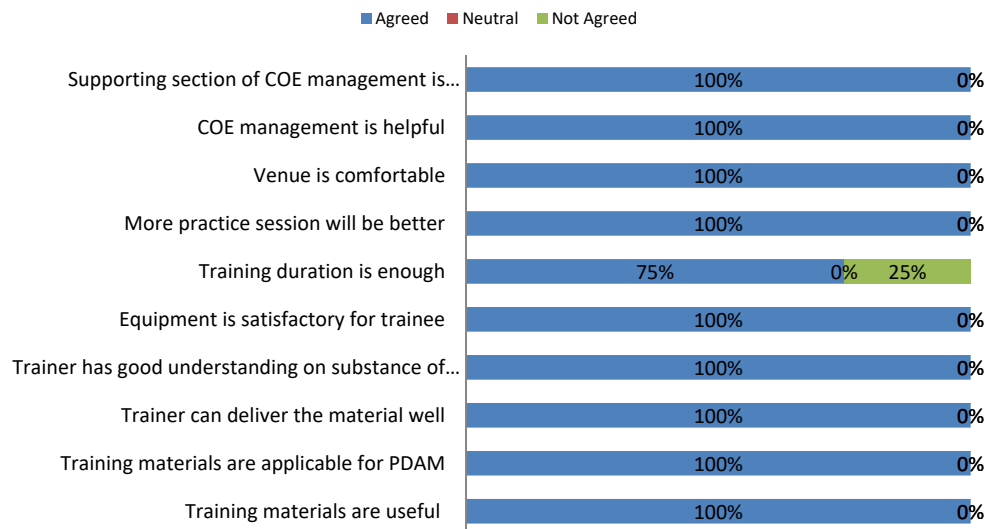 Agreed Neutral Not Agreed
Supporting section of COE management is… 100% 0%
COE management is helpful 100% 0%
Venue is comfortable 100% 0%
More practice session will be better 100% 0%
Training duration is enough 75% 0% 25%
Equipment is satisfactory for trainee 100% 0%
Trainer has good understanding on substance of… 100% 0%
Trainer can deliver the material well 100% 0%
Training materials are applicable for PDAM 100% 0%
Training materials are useful 100% 0%